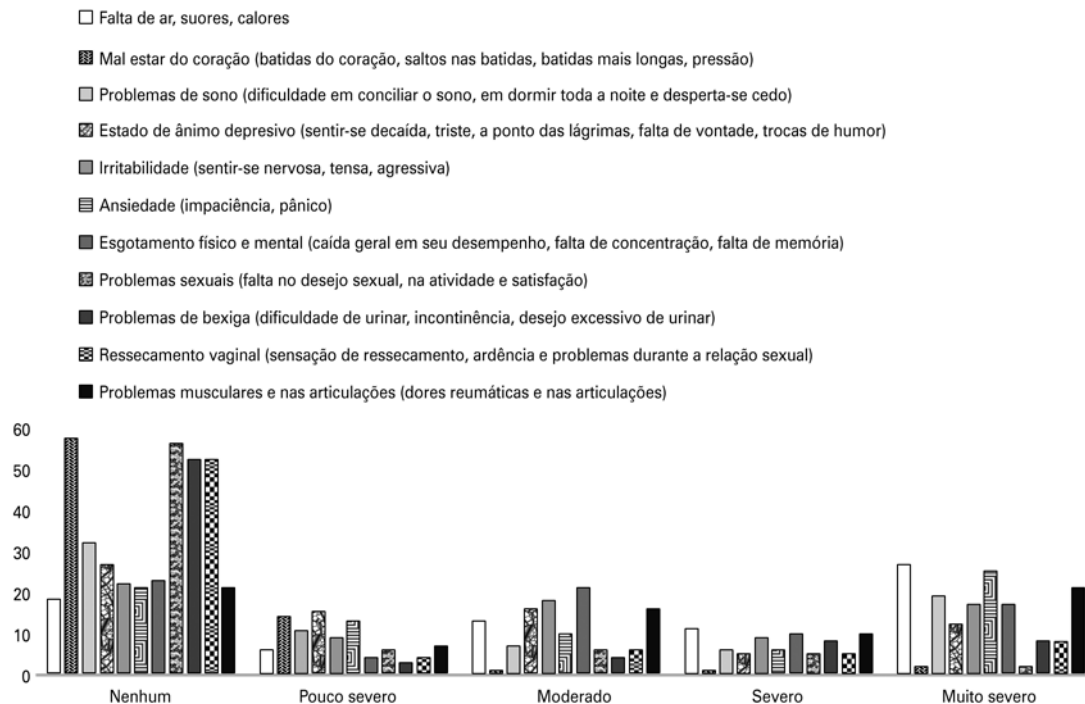 Falta de ar, suores, calores
Mal estar do coração (batidas do coração, saltos nas batidas, batidas mais longas, pressão)
Problemas de sono (dificuldade em conciliar o sono, em dormir toda a noite e desperta-se cedo)
Estado de ânimo depresivo (sentir-se decaída, triste, a ponto das lágrimas, falta de vontade, trocas de humor)
Irritabilidade (sentir-se nervosa, tensa, agressiva)
Ansiedade (impaciência, pânico)
Esgotamento físico e mental (caída geral em seu desempenho, falta de concentração, falta de memória)
Problemas sexuais (falta no desejo sexual, na atividade e satisfação)
Problemas de bexiga (dificuldade de urinar, incontinência, desejo excessivo de urinar)
Ressecamento vaginal (sensação de ressecamento, ardência e problemas durante a relação sexual)
Problemas musculares e nas articulações (dores reumáticas e nas articulações)
60
50
40
30
20
10
0
Nenhum Pouco severo Moderado Severo Muito severo